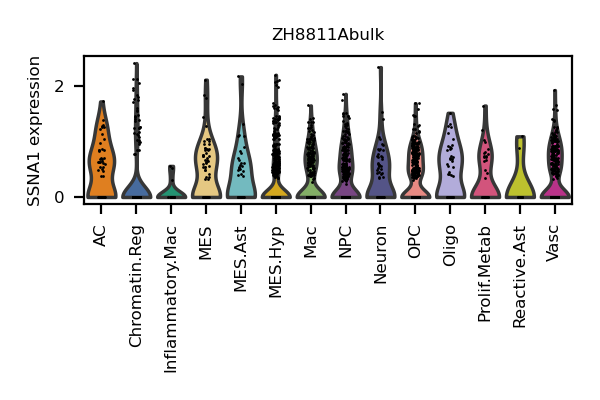 ZH8811Abulk
SSNA1 expression
2
0
AC
Chromatin.Reg
Inflammatory.Mac
MES
MES.Ast
MES.Hyp
Mac
NPC
Neuron
OPC
Oligo
Prolif.Metab
Reactive.Ast
Vasc